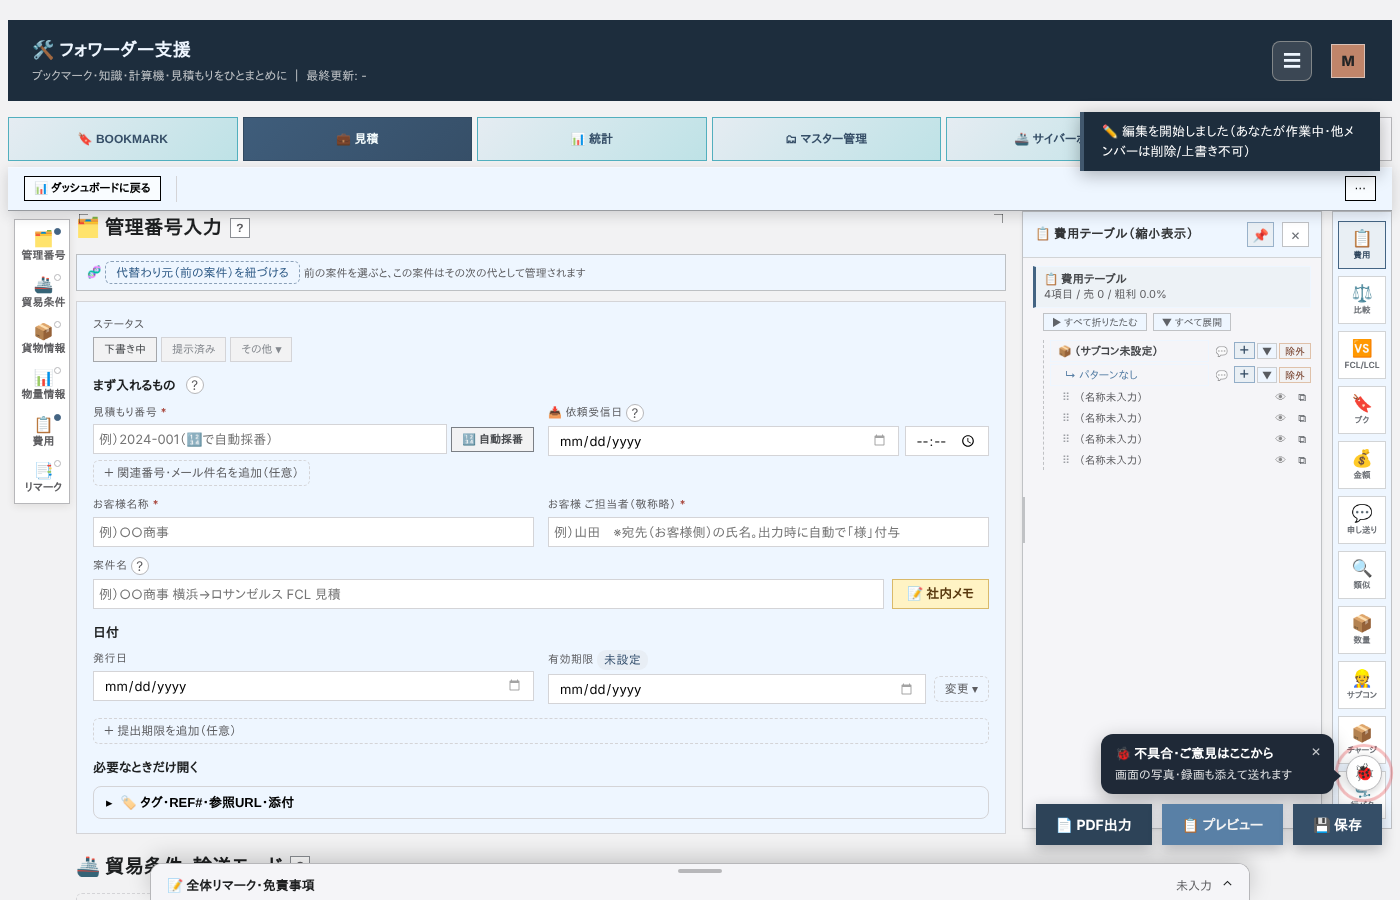 🛠️ フォワーダー支援
ブックマーク・知識・計算機・見積もりをひとまとめに ｜ 最終更新: -
☰
M
🔖 BOOKMARK
💼 見積
📊 統計
🗂 マスター管理
🚢 サイバー
✏️ 編集を開始しました（あなたが作業中・他メ
ンバーは削除/上書き不可）
📊 ダッシュボードに戻る
…
管理番号
貿易条件
貨物情報
物量情報
費用
リマーク
🗂️ 管理番号入力 ?
🧬 代替わり元（前の案件）を紐づける 前の案件を選ぶと、この案件はその次の代として管理されます
ステータス
下書き中 提示済み その他 ▾
まず入れるもの ?
見積もり番号 *
例）2024-001（🔢で自動採番）
🔢 自動採番
＋ 関連番号・メール件名を追加（任意）
📥 依頼受信日 ?
mm/dd/yyyy
--:--
お客様名称 *
例）〇〇商事
お客様 ご担当者（敬称略） *
例）山田　※宛先（お客様側）の氏名。出力時に自動で「様」付与
案件名 ?
例）〇〇商事 横浜→ロサンゼルス FCL 見積
📝 社内メモ
日付
発行日
mm/dd/yyyy
有効期限 未設定
mm/dd/yyyy
変更 ▾
＋ 提出期限を追加（任意）
必要なときだけ開く
▸ 🏷️ タグ・REF#・参照URL・添付
📋 費用テーブル（縮小表示）
📌 ×
📋 費用テーブル
4項目 / 売 0 / 粗利 0.0%
▶ すべて折りたたむ ▼ すべて展開
📦 （サブコン未設定） 💬 ＋ ▼ 除外
↳ パターンなし 💬 ＋ ▼ 除外
（名称未入力）
（名称未入力）
（名称未入力）
（名称未入力）
費用
比較
FCL/LCL
ブク
金額
申し送り
類似
数量
サブコン
チャージ
🐞 不具合・ご意見はここから ×
画面の写真・録画も添えて送れます
📄 PDF出力
📋 プレビュー
💾 保存
📝 全体リマーク・免責事項
未入力